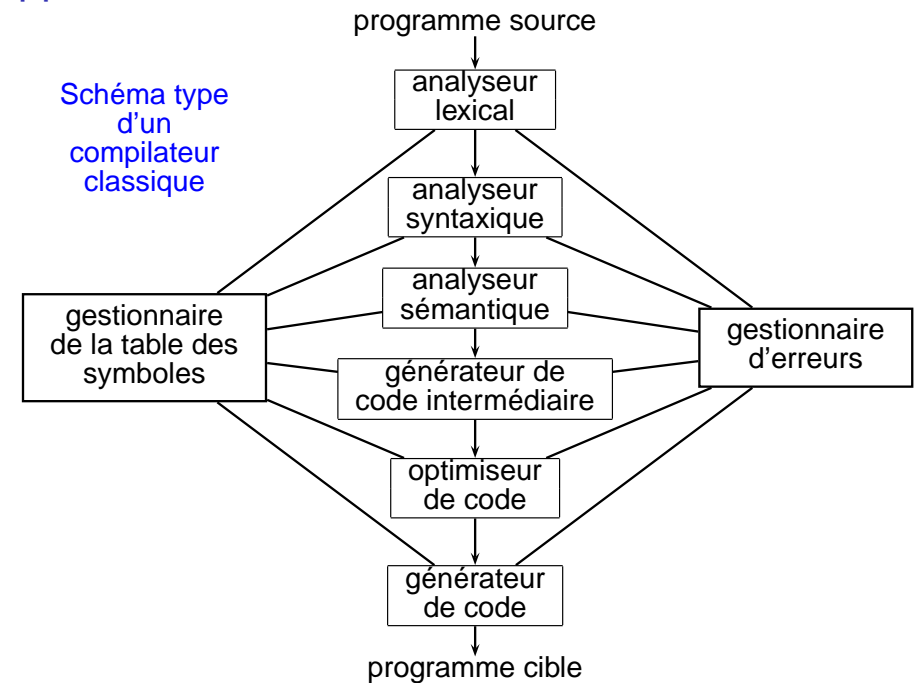 programme source
Schéma type
d'un
compilateur
classique
analyseur
lexical
analyseur
syntaxique
analyseur
sémantique
gestionnaire
de la table des
symboles
gestionnaire
d'erreurs
générateur de
code intermédiaire
optimiseur
de code
générateur
de code
programme cible